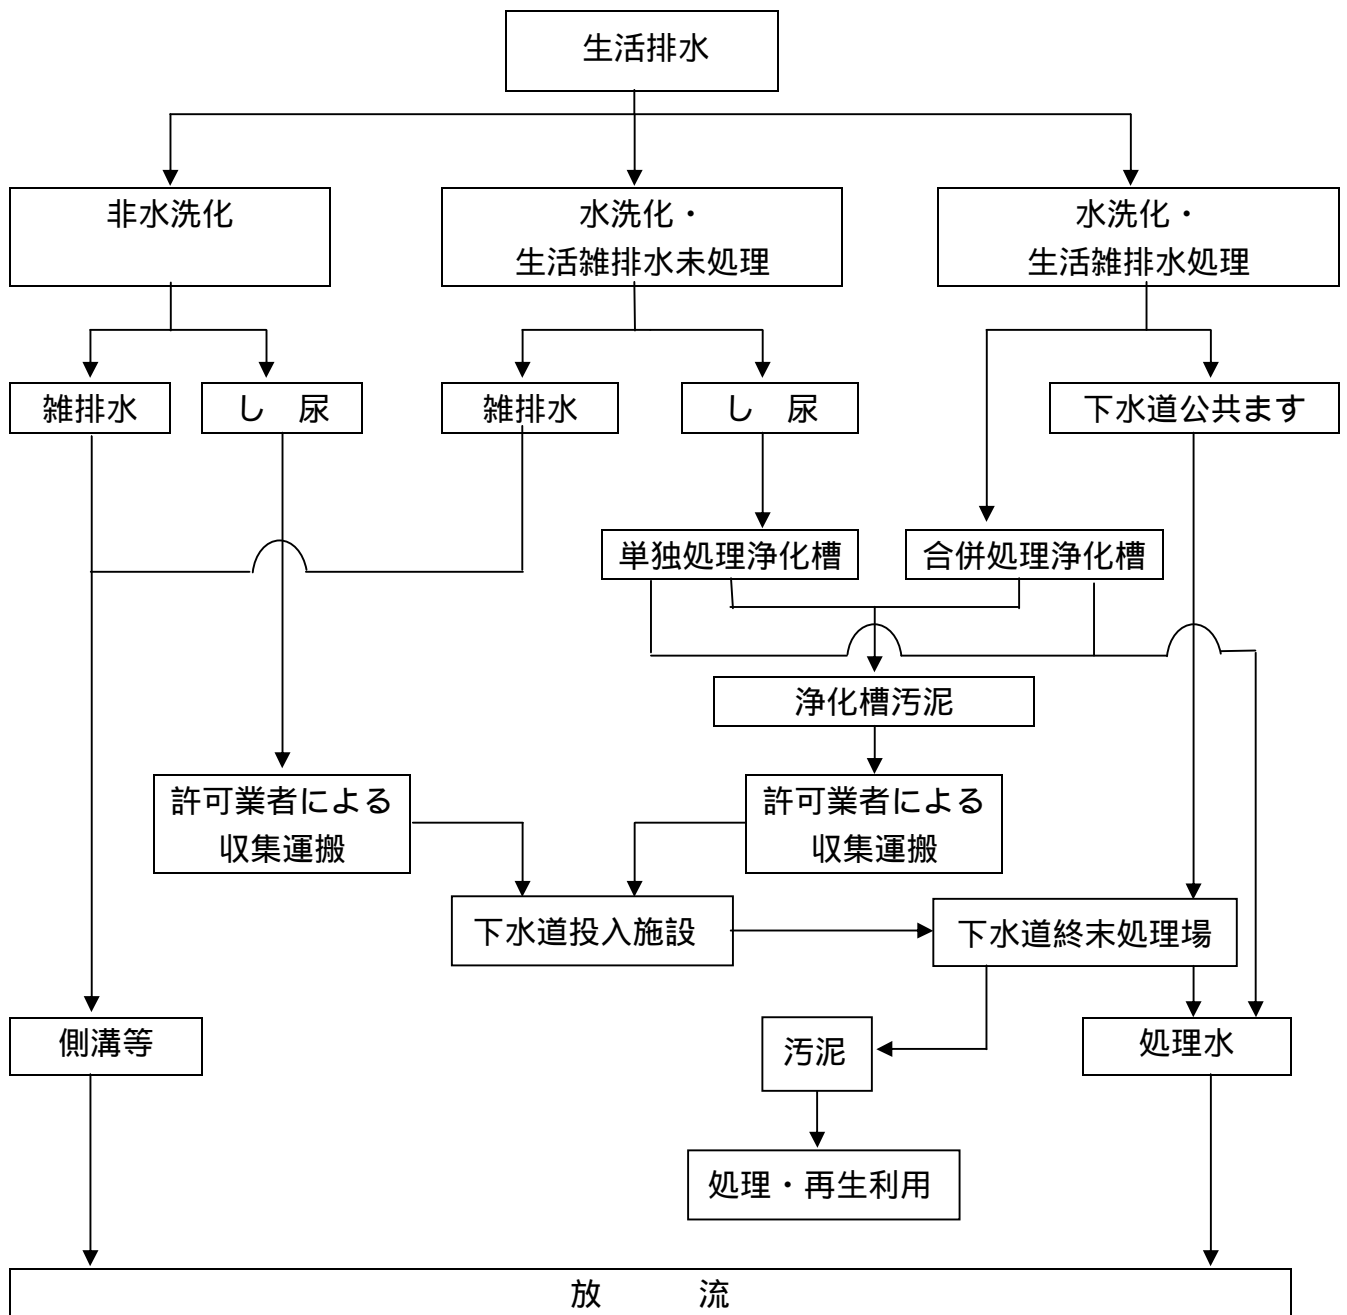 生活排水
非水洗化
水洗化・
生活雑排水未処理
水洗化・
生活雑排水処理
雑排水
し 尿
雑排水
し 尿
下水道公共ます
単独処理浄化槽
合併処理浄化槽
浄化槽汚泥
許可業者による
収集運搬
許可業者による
収集運搬
下水道投入施設
下水道終末処理場
側溝等
汚泥
処理水
処理・再生利用
放 流